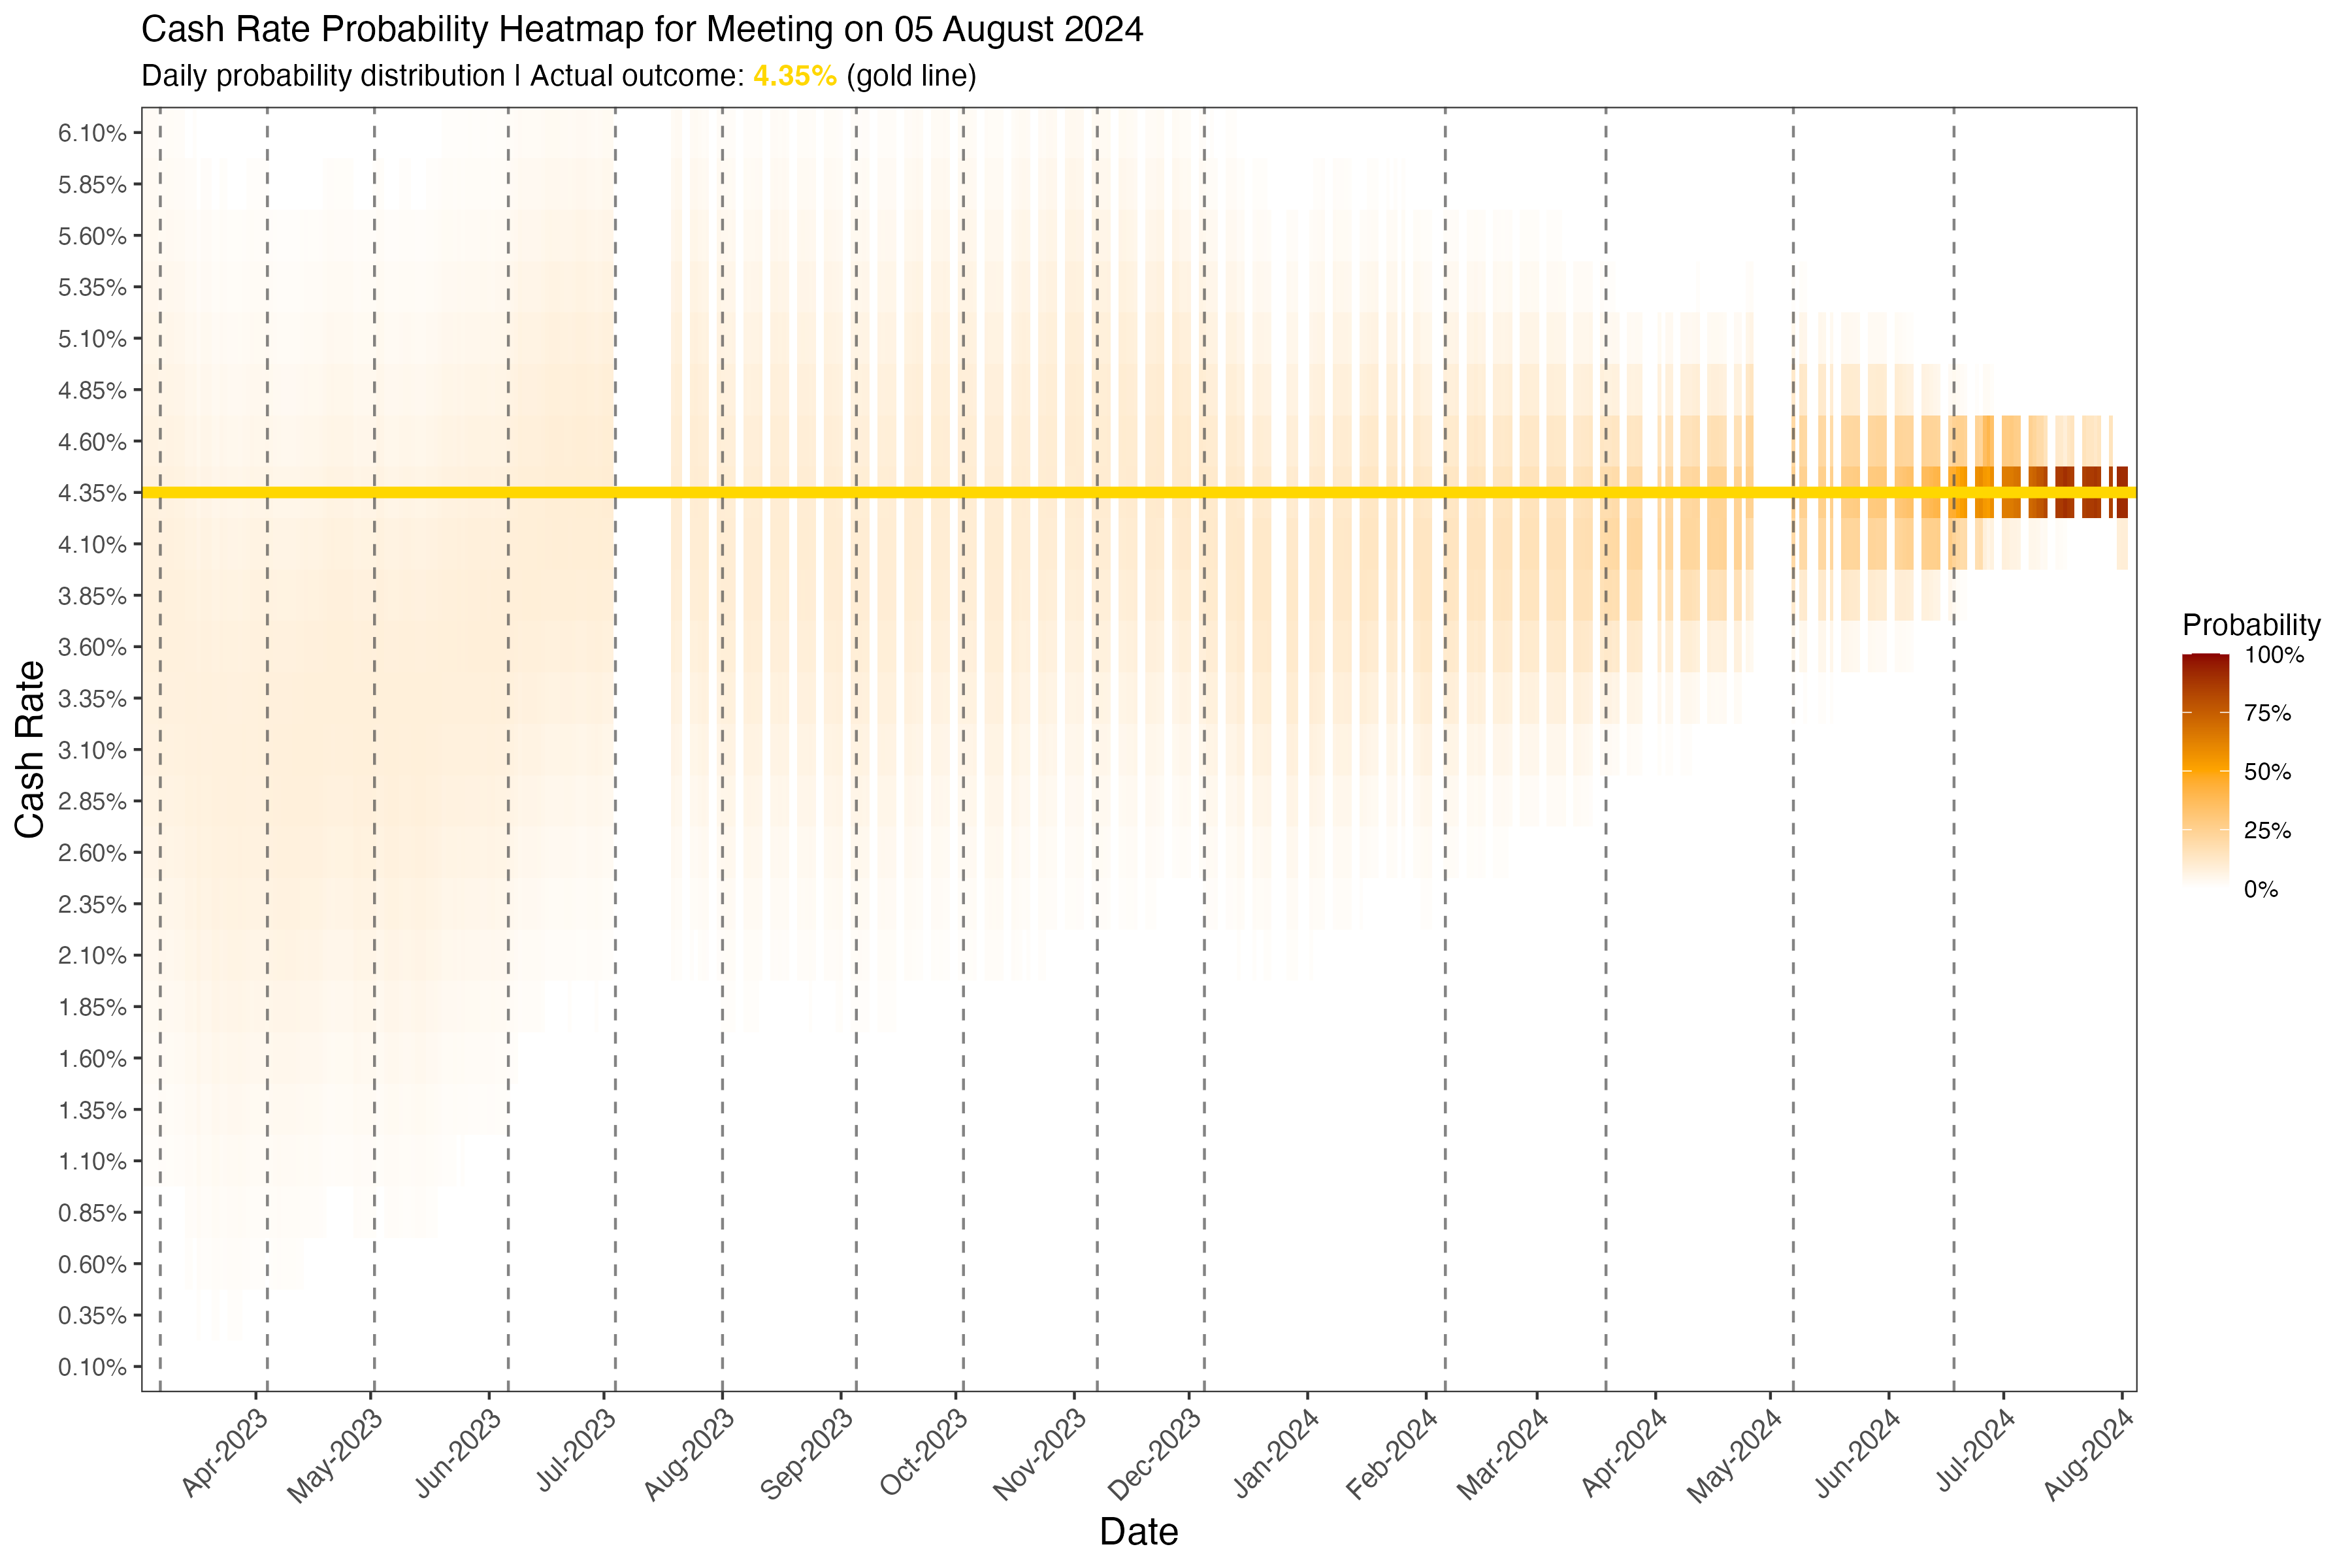 Cash Rate Probability Heatmap for Meeting on 05 August 2024
Daily probability distribution | Actual outcome: 4.35% (gold line)
6.10%
5.85%
5.60%
5.35%
5.10%
4.85%
4.60%
4.35%
4.10%
3.85%
3.60%
3.35%
3.10%
2.85%
2.60%
2.35%
2.10%
1.85%
1.60%
1.35%
1.10%
0.85%
0.60%
0.35%
0.10%
Cash Rate
Apr-2023
May-2023
Jun-2023
Jul-2023
Aug-2023
Sep-2023
Oct-2023
Nov-2023
Dec-2023
Jan-2024
Feb-2024
Mar-2024
Apr-2024
May-2024
Jun-2024
Jul-2024
Aug-2024
Date
Probability
100%
75%
50%
25%
0%